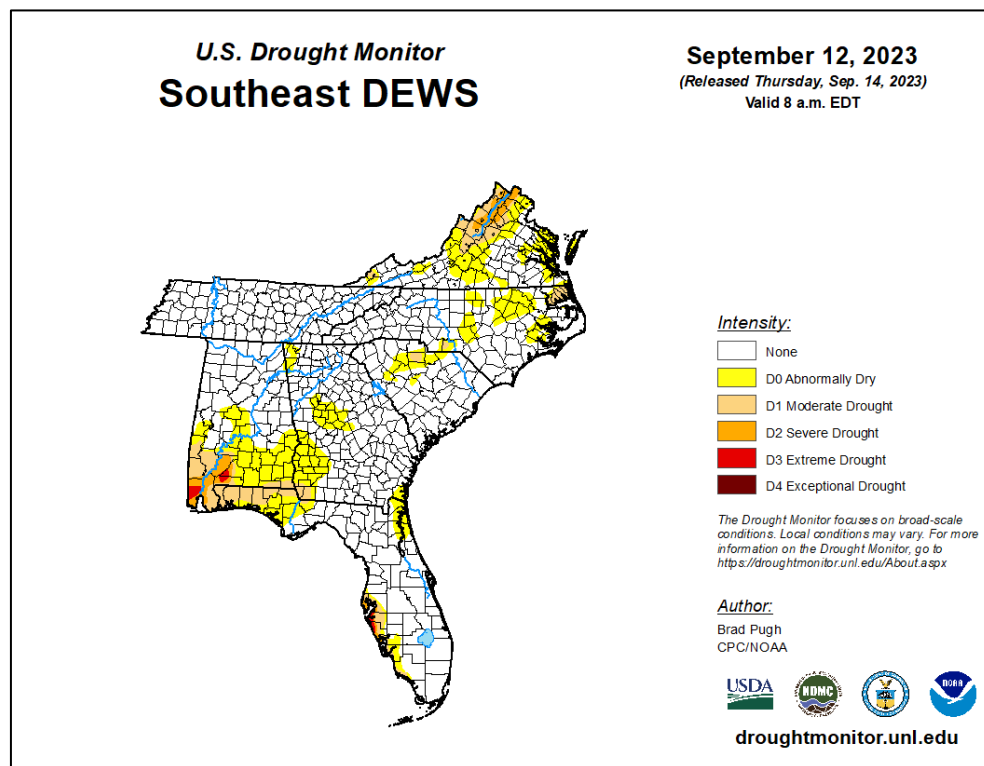 U.S. Drought Monitor
Southeast DEWS
September 12, 2023
(Released Thursday, Sep. 14, 2023)
Valid 8 a.m. EDT
Intensity:
None
D0 Abnormally Dry
D1 Moderate Drought
D2 Severe Drought
D3 Extreme Drought
D4 Exceptional Drought
The Drought Monitor focuses on broad-scale
conditions. Local conditions may vary. For more
information on the Drought Monitor, go to
https://droughtmonitor.unl.edu/About.aspx
Author:
Brad Pugh
CPC/NOAA
USDA
NDMC
NOAA
droughtmonitor.unl.edu